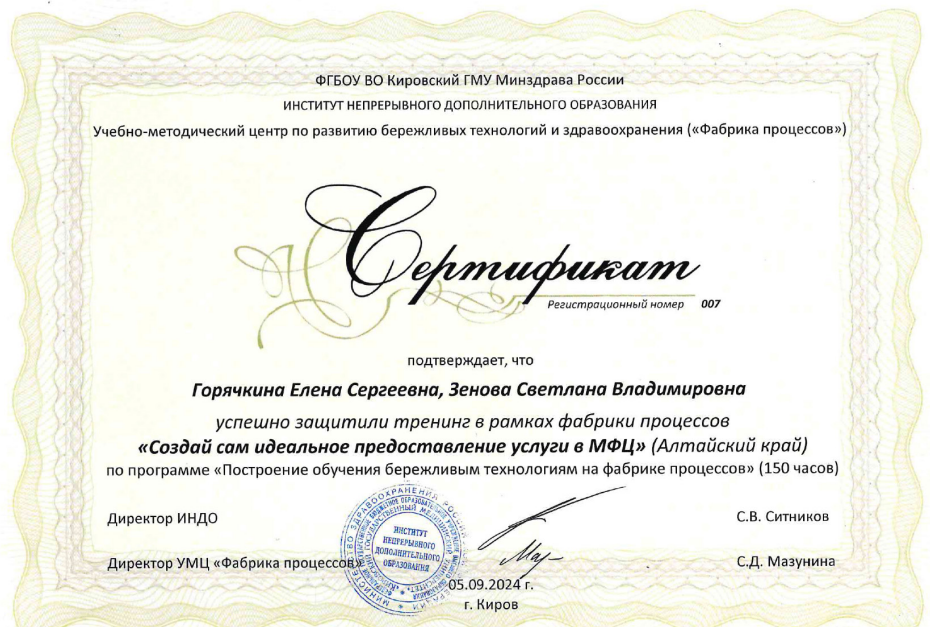 ФГБОУ ВО Кировский ГМУ Минздрава России
ИНСТИТУТ НЕПРЕРЫВНОГО ДОПОЛНИТЕЛЬНОГО ОБРАЗОВАНИЯ
Учебно-методический центр по развитию бережливых технологий и здравоохранения («Фабрика процессов»)
Сертификат
Регистрационный номер 007
подтверждает, что
Горячкина Елена Сергеевна, Зенова Светлана Владимировна
успешно защитили тренинг в рамках фабрики процессов
«Создай сам идеальное предоставление услуги в МФЦ» (Алтайский край)
по программе «Построение обучения бережливым технологиям на фабрике процессов» (150 часов)
Директор ИНДО С.В. Ситников
ИНСТИТУТ
НЕПРЕРЫВНОГО
ДОПОЛНИТЕЛЬНОГО
ОБРАЗОВАНИЯ
Директор УМЦ «Фабрика процессов» С.Д. Мазунина
05.09.2024 г.
г. Киров